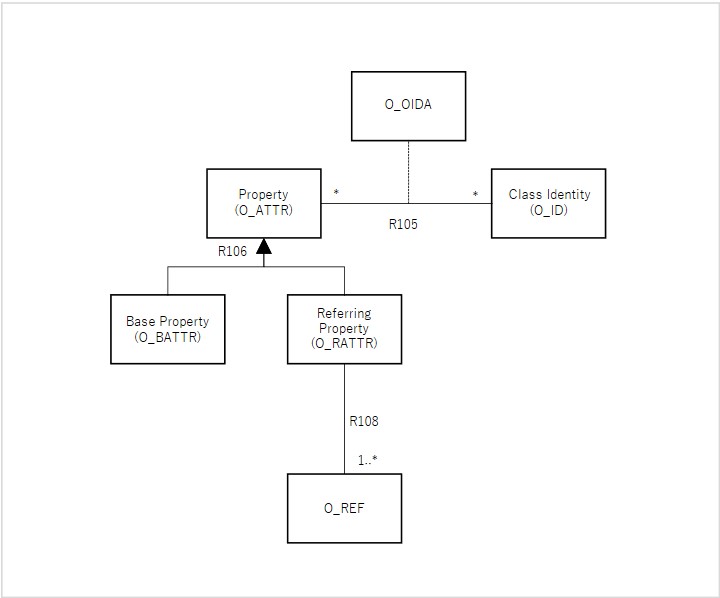 O_OIDA
Property
(O_ATTR)
*
*
Class Identity
(O_ID)
R105
R106
Base Property
(O_BATTR)
Referring
Property
(O_RATTR)
R108
1..*
O_REF